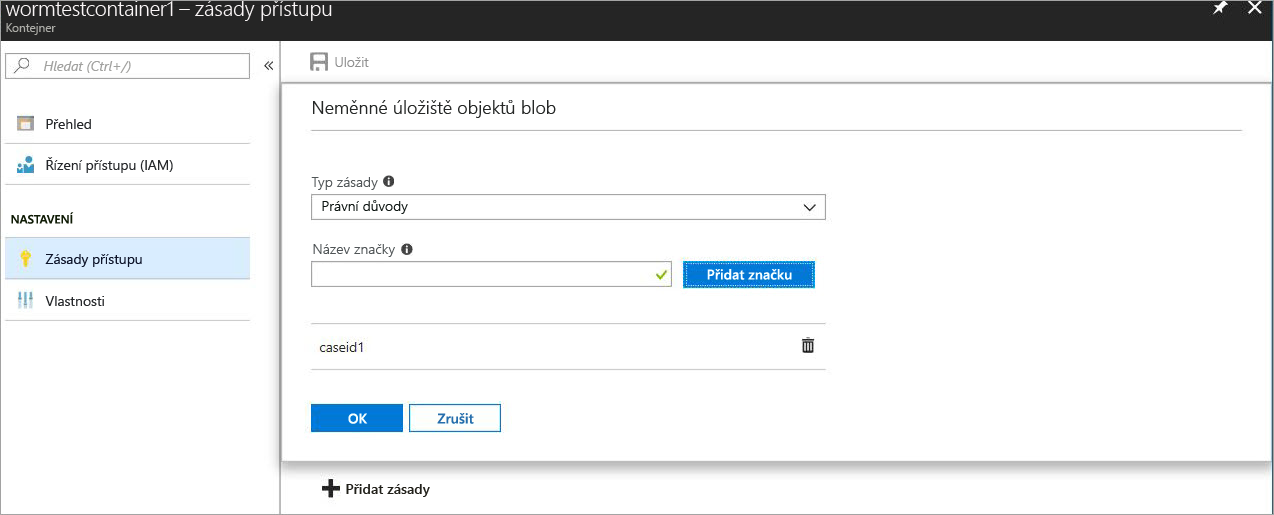 wormtestcontainer1 – zásady přístupu
Kontejner
Hledat (Ctrl+/)
«
Uložit
Přehled
Řízení přístupu (IAM)
NASTAVENÍ
Zásady přístupu
Vlastnosti
Neměnné úložiště objektů blob
Typ zásady
Právní důvody
Název značky
Přidat značku
caseid1
OK
Zrušit
Přidat zásady